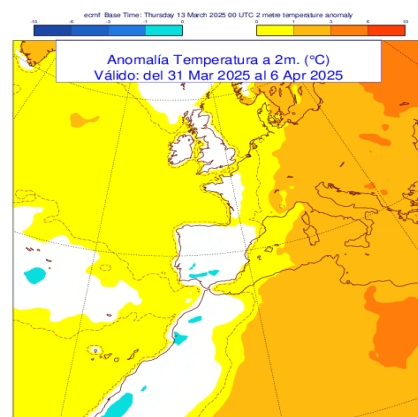 ecmf Base Time: Thursday 13 March 2025 00 UTC 2 metre temperature anomaly
Anomalía Temperatura a 2m. (°C)
Válido: del 31 Mar 2025 al 6 Apr 2025